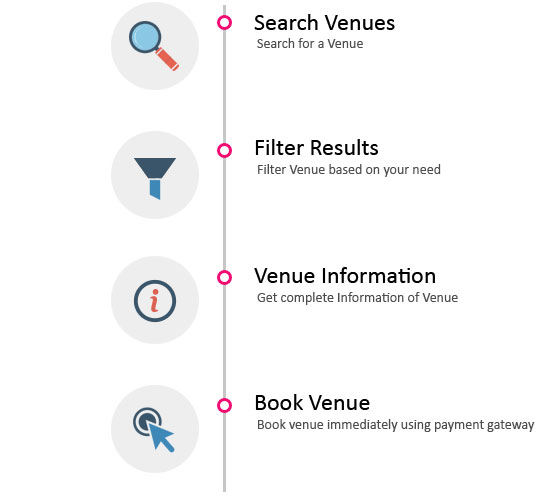 Search Venues
Search for a Venue
Filter Results
Filter Venue based on your need
Venue Information
Get complete Information of Venue
Book Venue
Book venue immediately using payment gateway